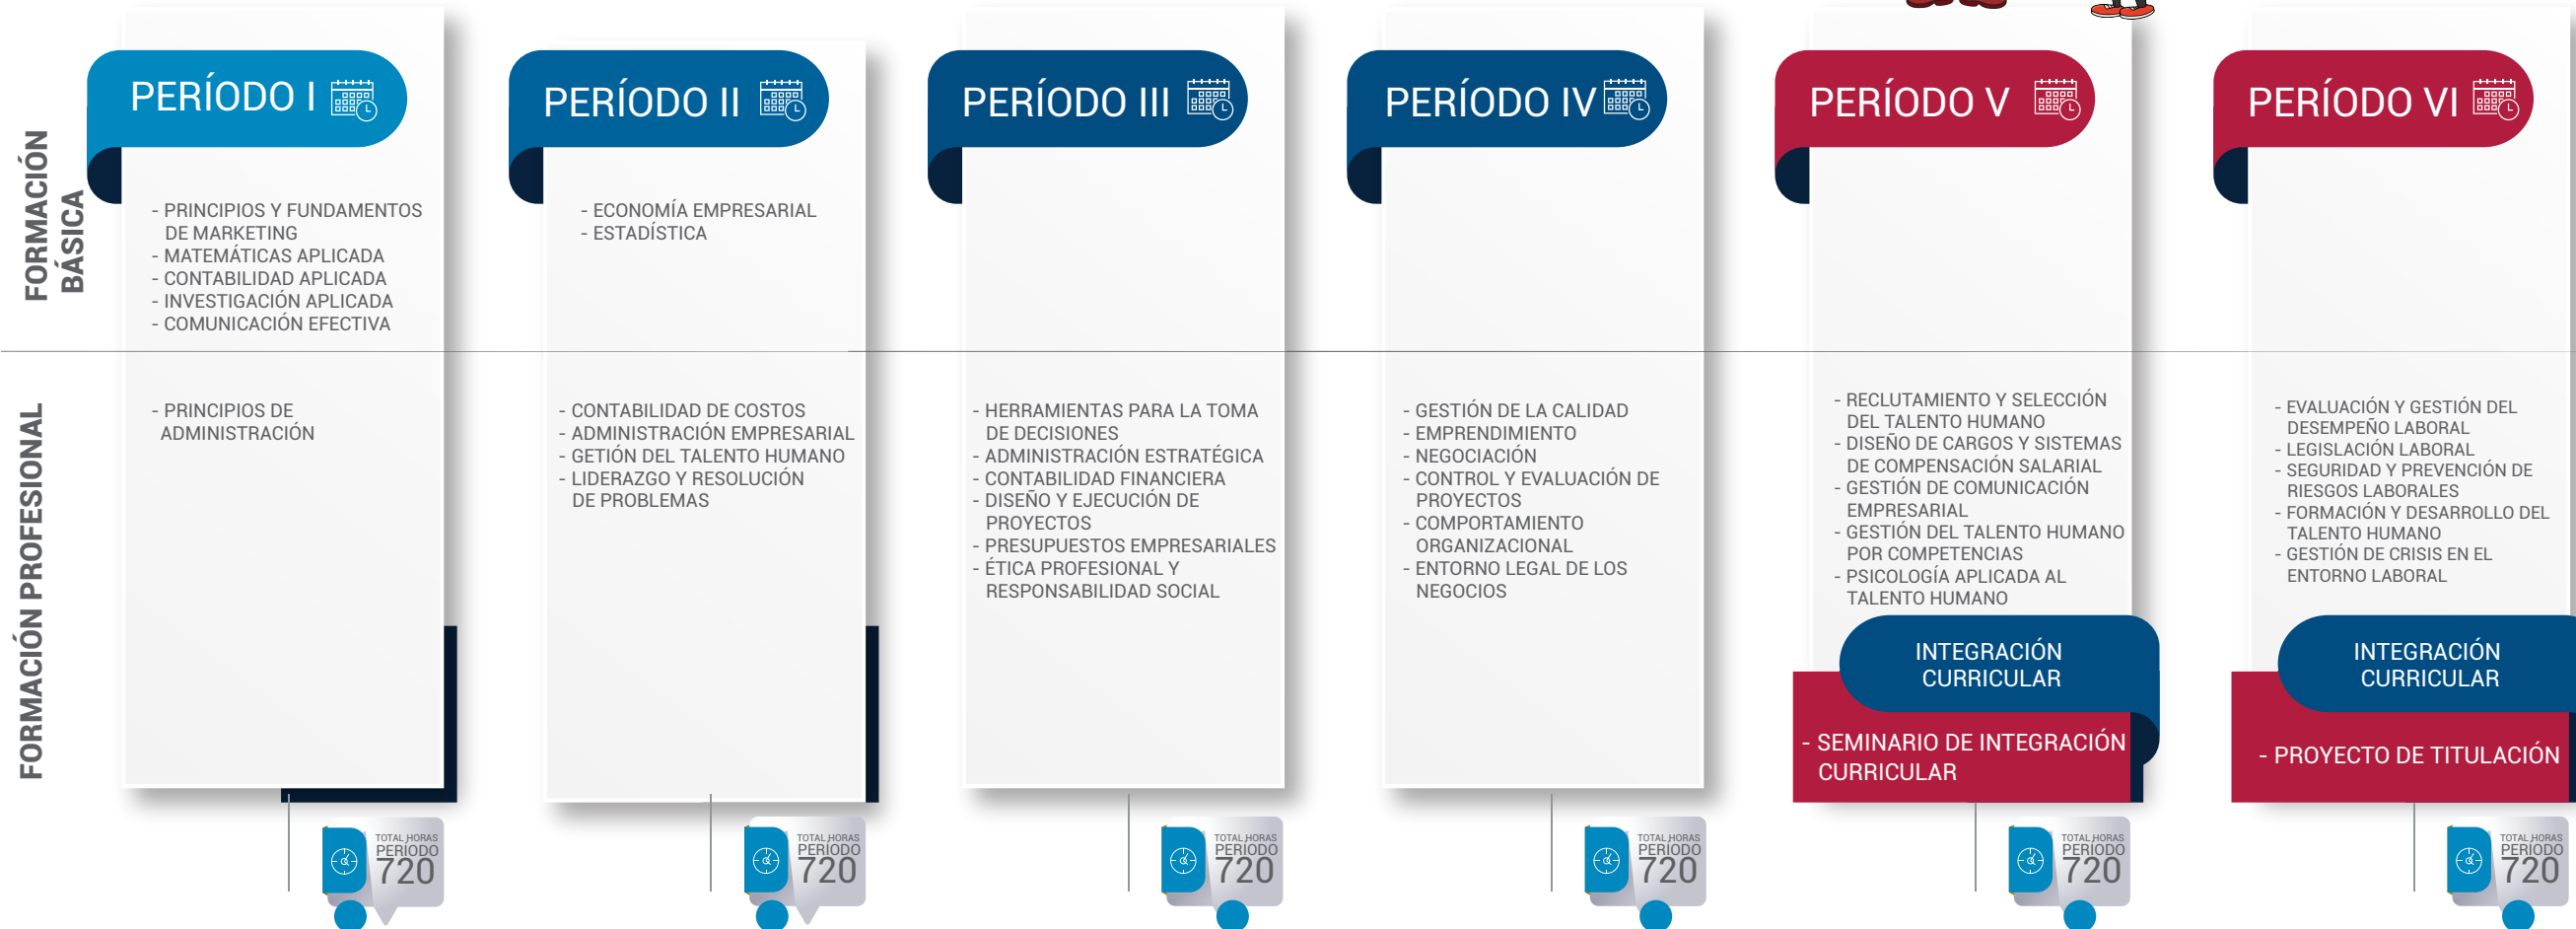 FORMACIÓN
BÁSICA
FORMACIÓN PROFESIONAL
PERÍODO I
- PRINCIPIOS Y FUNDAMENTOS
DE MARKETING
- MATEMÁTICAS APLICADA
- CONTABILIDAD APLICADA
- INVESTIGACIÓN APLICADA
- COMUNICACIÓN EFECTIVA
- PRINCIPIOS DE
ADMINISTRACIÓN
TOTAL HORAS
PERÍODO
720
PERÍODO II
- ECONOMÍA EMPRESARIAL
- ESTADÍSTICA
- CONTABILIDAD DE COSTOS
- ADMINISTRACIÓN EMPRESARIAL
- GETIÓN DEL TALENTO HUMANO
- LIDERAZGO Y RESOLUCIÓN
DE PROBLEMAS
TOTAL HORAS
PERÍODO
720
PERÍODO III
- HERRAMIENTAS PARA LA TOMA
DE DECISIONES
- ADMINISTRACIÓN ESTRATÉGICA
- CONTABILIDAD FINANCIERA
- DISEÑO Y EJECUCIÓN DE
PROYECTOS
- PRESUPUESTOS EMPRESARIALES
- ÉTICA PROFESIONAL Y
RESPONSABILIDAD SOCIAL
TOTAL HORAS
PERÍODO
720
PERÍODO IV
- GESTIÓN DE LA CALIDAD
- EMPRENDIMIENTO
- NEGOCIACIÓN
- CONTROL Y EVALUACIÓN DE
PROYECTOS
- COMPORTAMIENTO
ORGANIZACIONAL
- ENTORNO LEGAL DE LOS
NEGOCIOS
TOTAL HORAS
PERÍODO
720
PERÍODO V
- RECLUTAMIENTO Y SELECCIÓN
DEL TALENTO HUMANO
- DISEÑO DE CARGOS Y SISTEMAS
DE COMPENSACIÓN SALARIAL
- GESTIÓN DE COMUNICACIÓN
EMPRESARIAL
- GESTIÓN DEL TALENTO HUMANO
POR COMPETENCIAS
- PSICOLOGÍA APLICADA AL
TALENTO HUMANO
INTEGRACIÓN
CURRICULAR
- SEMINARIO DE INTEGRACIÓN
CURRICULAR
TOTAL HORAS
PERÍODO
720
PERÍODO VI
- EVALUACIÓN Y GESTIÓN DEL
DESEMPEÑO LABORAL
- LEGISLACIÓN LABORAL
- SEGURIDAD Y PREVENCIÓN DE
RIESGOS LABORALES
- FORMACIÓN Y DESARROLLO DEL
TALENTO HUMANO
- GESTIÓN DE CRISIS EN EL
ENTORNO LABORAL
INTEGRACIÓN
CURRICULAR
- PROYECTO DE TITULACIÓN
TOTAL HORAS
PERÍODO
720